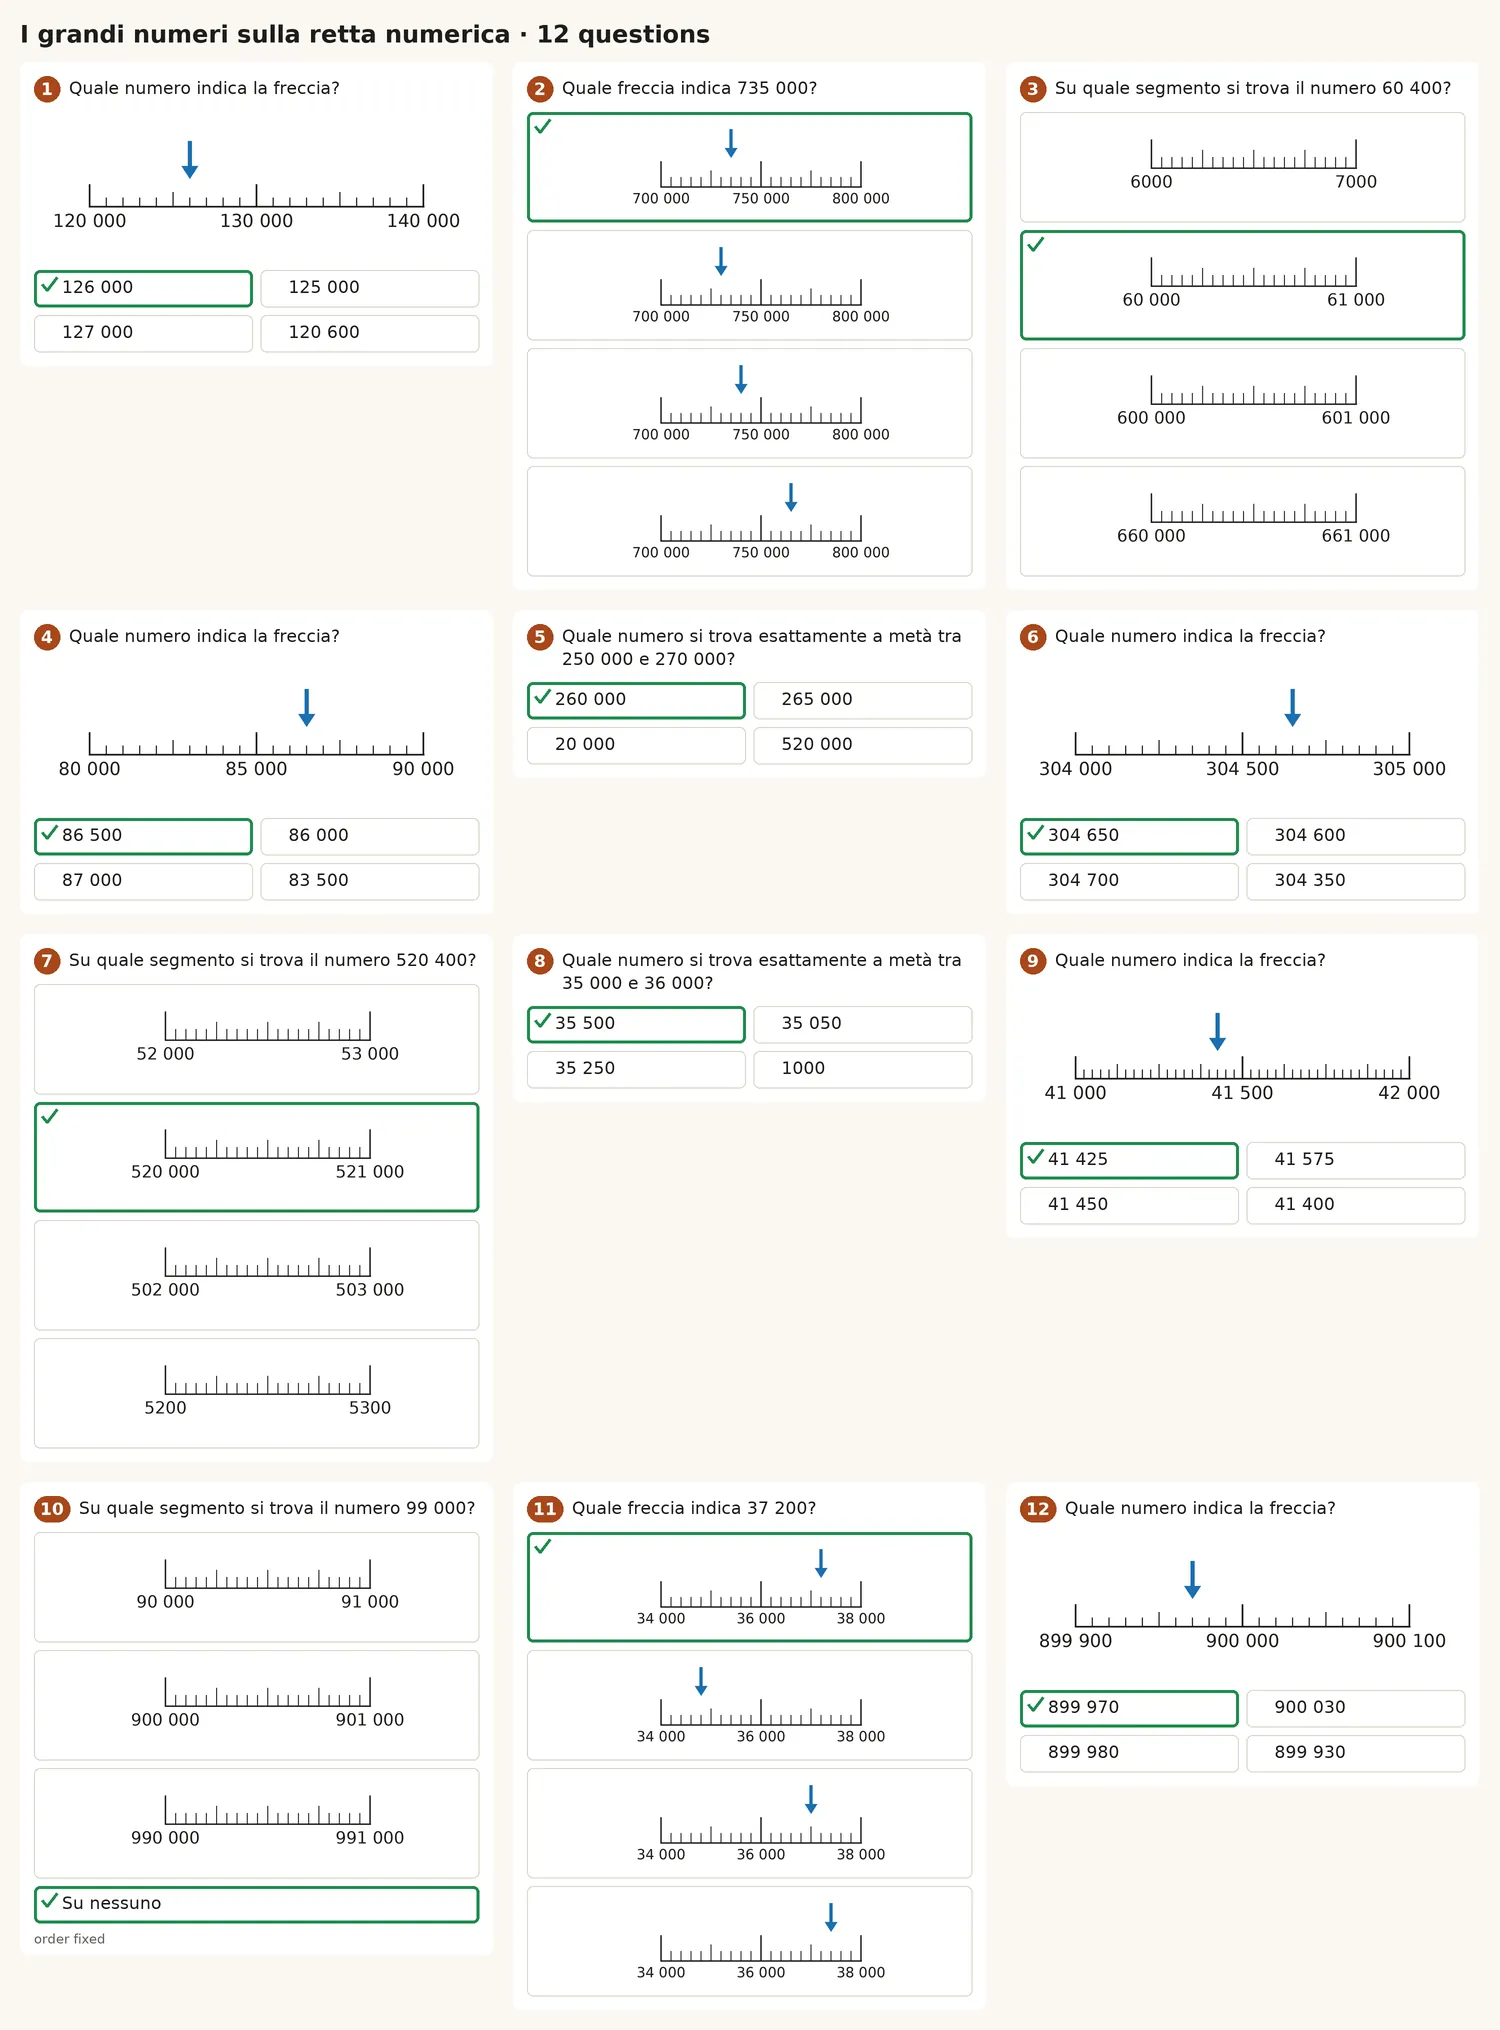 I grandi numeri sulla retta numerica · 12 questions
1 Quale numero indica la freccia?
120 000 130 000 140 000
126 000 125 000
127 000 120 600
2 Quale freccia indica 735 000?
700 000 750 000 800 000
700 000 750 000 800 000
700 000 750 000 800 000
700 000 750 000 800 000
3 Su quale segmento si trova il numero 60 400?
6000 7000
60 000 61 000
600 000 601 000
660 000 661 000
4 Quale numero indica la freccia?
80 000 85 000 90 000
86 500 86 000
87 000 83 500
5 Quale numero si trova esattamente a metà tra
250 000 e 270 000?
260 000 265 000
20 000 520 000
6 Quale numero indica la freccia?
304 000 304 500 305 000
304 650 304 600
304 700 304 350
7 Su quale segmento si trova il numero 520 400?
52 000 53 000
520 000 521 000
502 000 503 000
5200 5300
8 Quale numero si trova esattamente a metà tra
35 000 e 36 000?
35 500 35 050
35 250 1000
9 Quale numero indica la freccia?
41 000 41 500 42 000
41 425 41 575
41 450 41 400
10 Su quale segmento si trova il numero 99 000?
90 000 91 000
900 000 901 000
990 000 991 000
Su nessuno
order fixed
11 Quale freccia indica 37 200?
34 000 36 000 38 000
34 000 36 000 38 000
34 000 36 000 38 000
34 000 36 000 38 000
12 Quale numero indica la freccia?
899 900 900 000 900 100
899 970 900 030
899 980 899 930